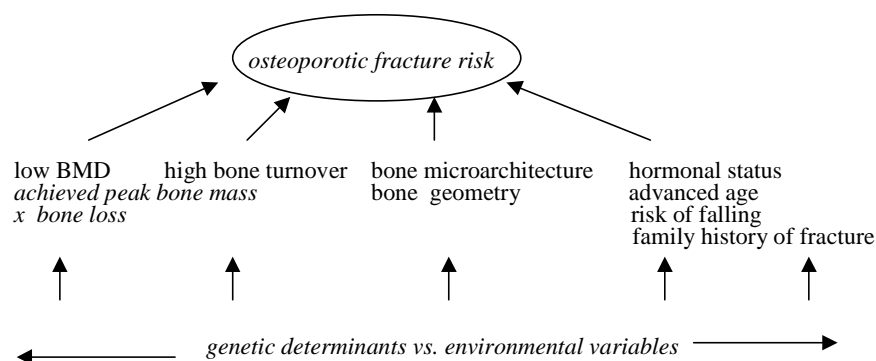 osteoporotic fracture risk
low BMD high bone turnover bone microarchitecture hormonal status
achieved peak bone mass bone geometry advanced age
x bone loss risk of falling
family history of fracture
genetic determinants vs. environmental variables